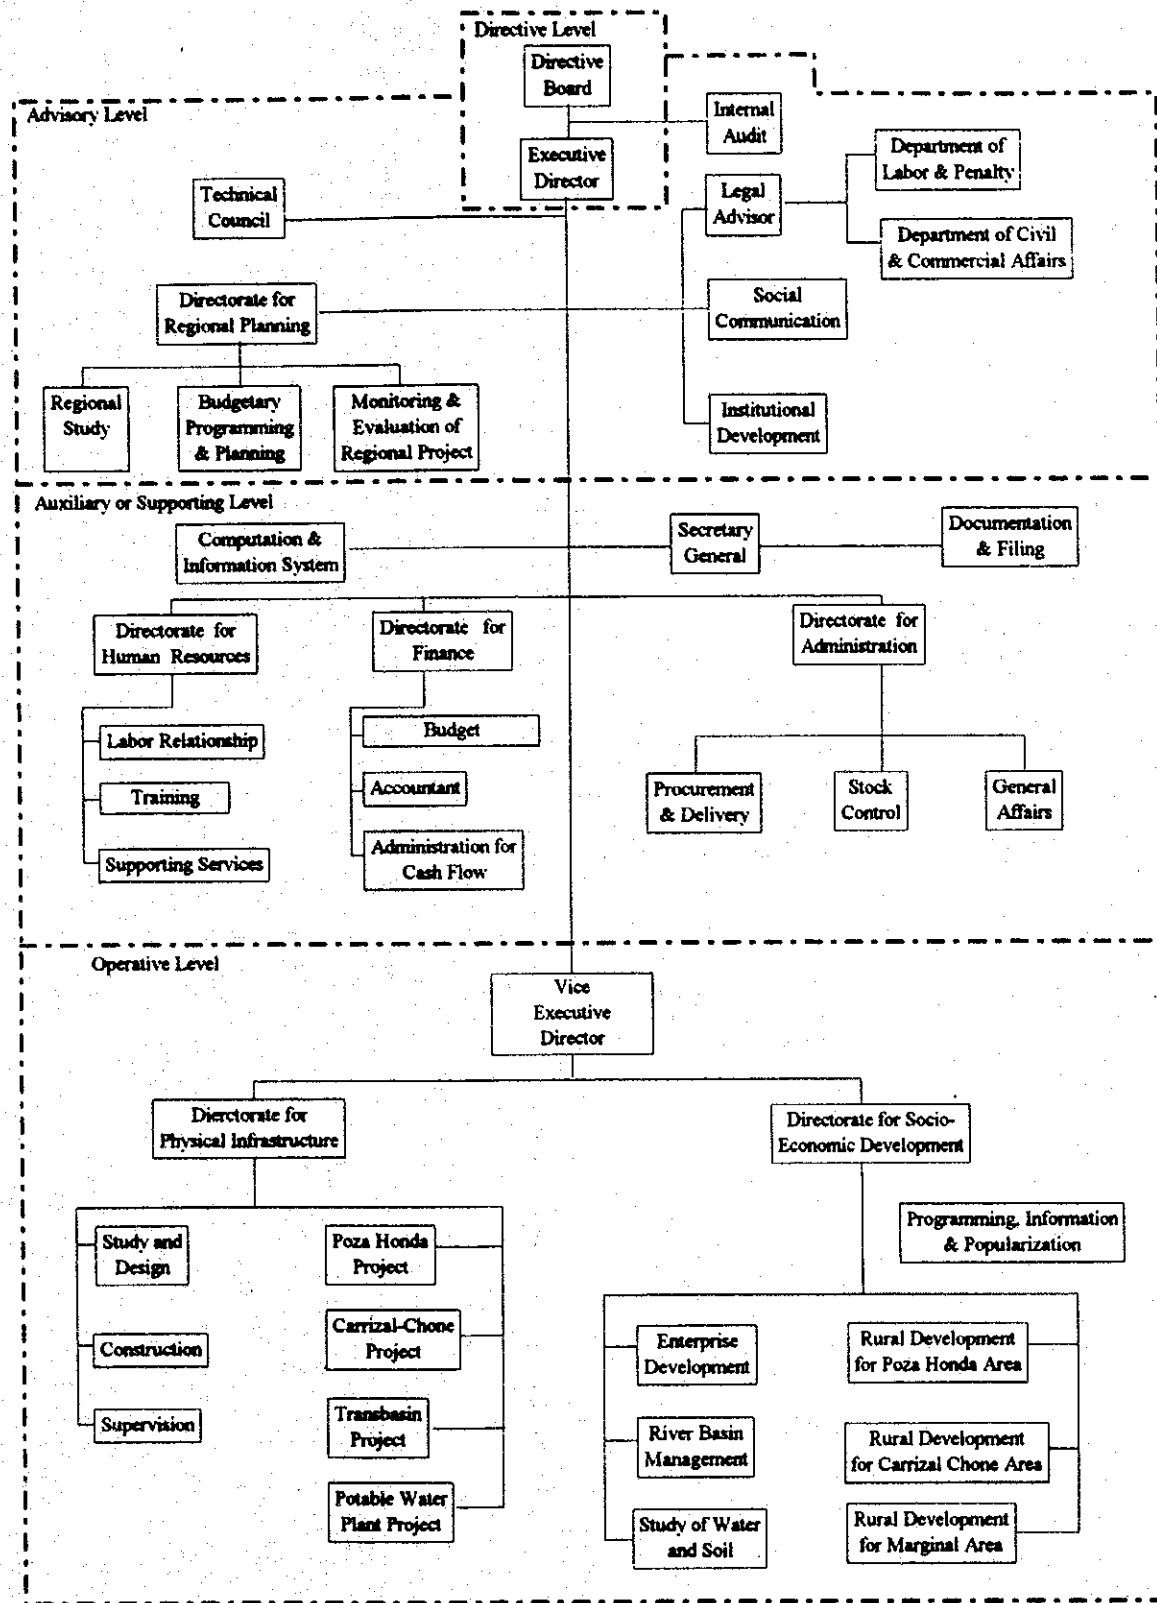 Directive Level
Directive
Board
Executive
Director
Advisory Level
Internal
Audit
Department of
Labor & Penalty
Technical
Council
Legal
Advisor
Department of Civil
& Commercial Affairs
Directorate for
Regional Planning
Social
Communication
Regional
Study
Budgetary
Programming
& Planning
Monitoring &
Evaluation of
Regional Project
Institutional
Development
Auxiliary or Supporting Level
Computation &
Information System
Secretary
General
Documentation
& Filing
Directorate for
Human Resources
Directorate for
Finance
Directorate for
Administration
Labor Relationship
Training
Supporting Services
Budget
Accountant
Administration for
Cash Flow
Procurement
& Delivery
Stock
Control
General
Affairs
Operative Level
Vice
Executive
Director
Dierctorate for
Physical Infrastructure
Directorate for Socio-
Economic Development
Study and
Design
Construction
Supervision
Poza Honda
Project
Carrizal-Chone
Project
Transbasin
Project
Potable Water
Plant Project
Programming, Information
& Popularization
Enterprise
Development
River Basin
Management
Study of Water
and Soil
Rural Development
for Poza Honda Area
Rural Development
for Carrizal Chone Area
Rural Development
for Marginal Area